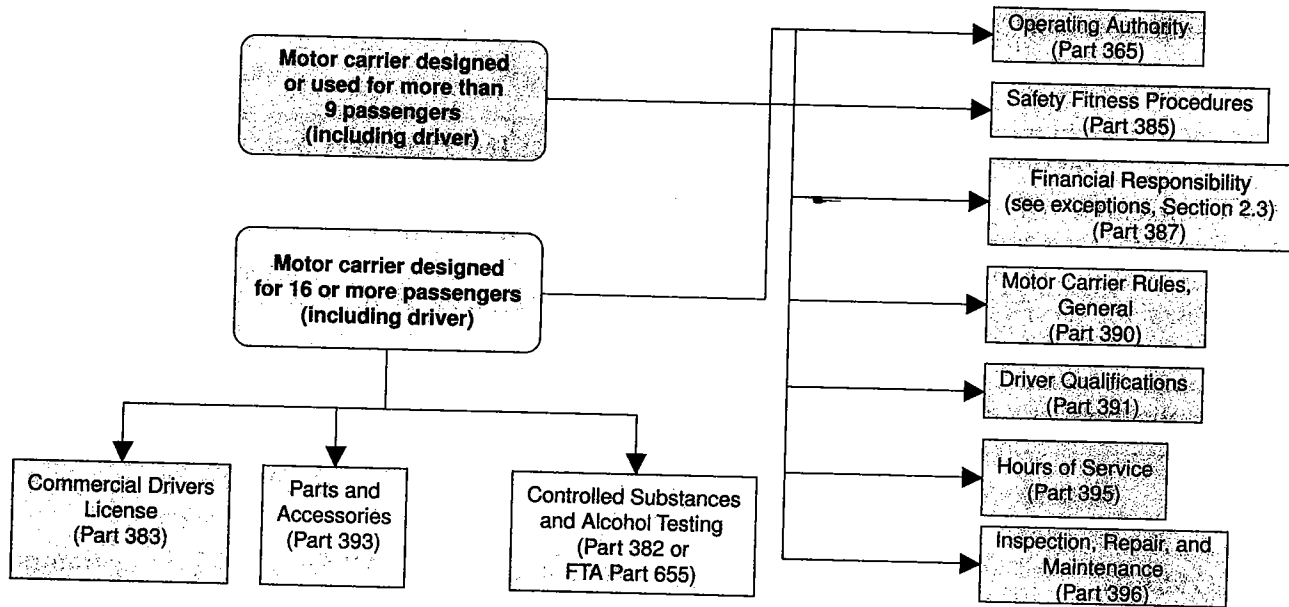 Motor carrier designed
or used for more than
9 passengers
(including driver)
Motor carrier designed
for 16 or more passengers
(including driver)
Commercial Drivers
License
(Part 383)
Parts and
Accessories
(Part 393)
Controlled Substances
and Alcohol Testing
(Part 382 or
FTA Part 655)
Operating Authority
(Part 365)
Safety Fitness Procedures
(Part 385)
Financial Responsibility
(see exceptions, Section 2.3)
(Part 387)
Motor Carrier Rules,
General
(Part 390)
Driver Qualifications
(Part 391)
Hours of Service
(Part 395)
Inspection, Repair, and
Maintenance
(Part 396)